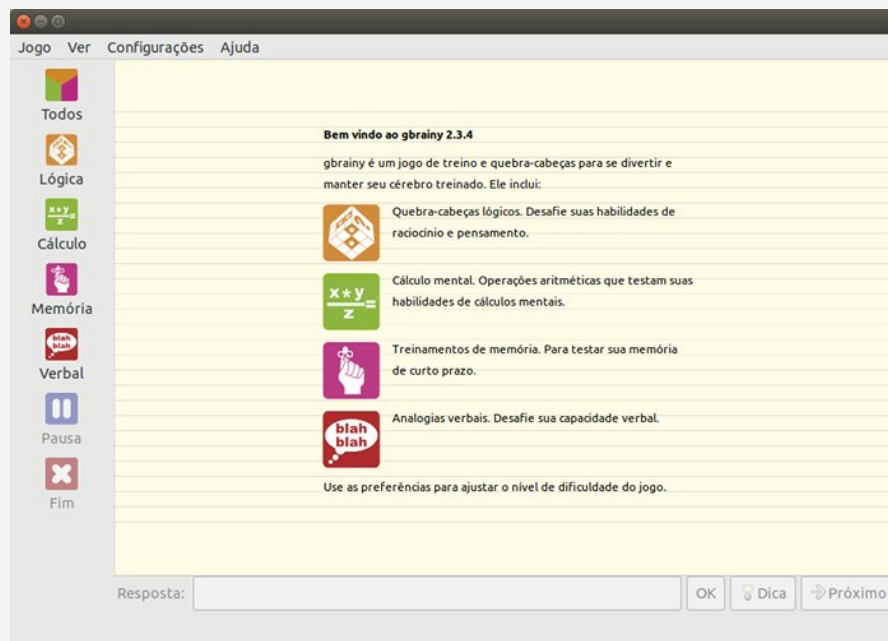 Jogo Ver Configurações Ajuda
Todos
Lógica
x*y
z =
Cálculo
Memória
blah
blah
Verbal
Pausa
Fim
Bem vindo ao gbrainy 2.3.4
gbrainy é um jogo de treino e quebra-cabeças para se divertir e
manter seu cérebro treinado. Ele inclui:
Quebra-cabeças lógicos. Desafie suas habilidades de
raciocínio e pensamento.
x*y
z =
Cálculo mental. Operações aritméticas que testam suas
habilidades de cálculos mentais.
Treinamentos de memória. Para testar sua memória
de curto prazo.
blah
blah
Analogias verbais. Desafie sua capacidade verbal.
Use as preferências para ajustar o nível de dificuldade do jogo.
Resposta: OK Dica Próximo